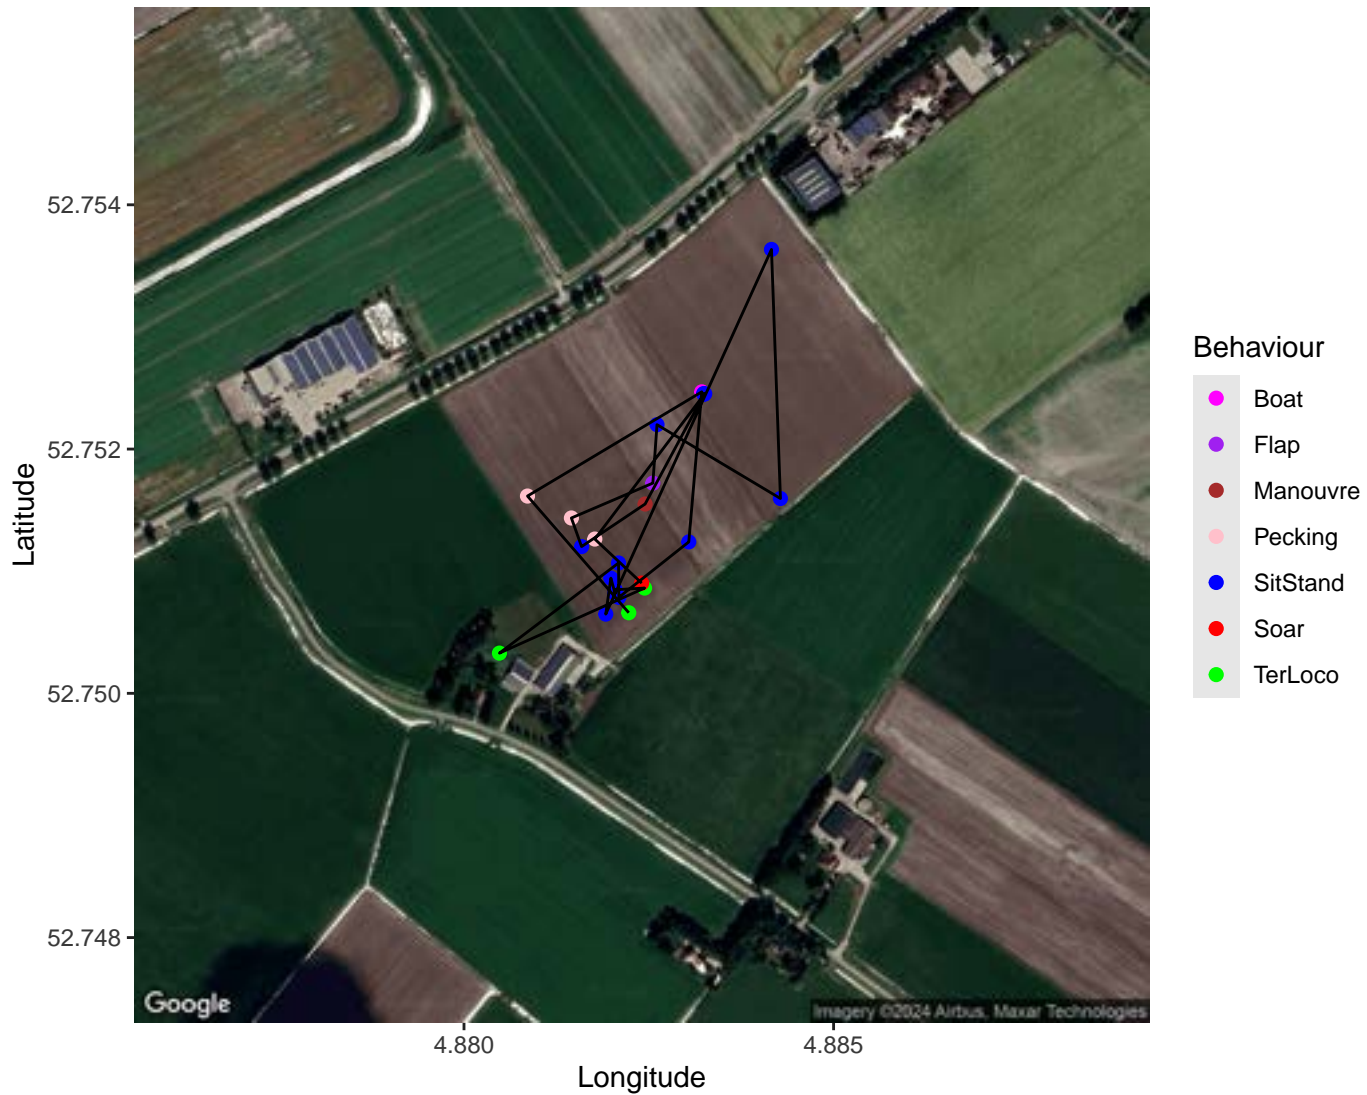 52.754
52.752
52.750
52.748
Latitude
4.880
4.885
Longitude
Google
Imagery ©2024 Airbus, Maxar Technologies
Behaviour
Boat
Flap
Manouvre
Pecking
SitStand
Soar
TerLoco